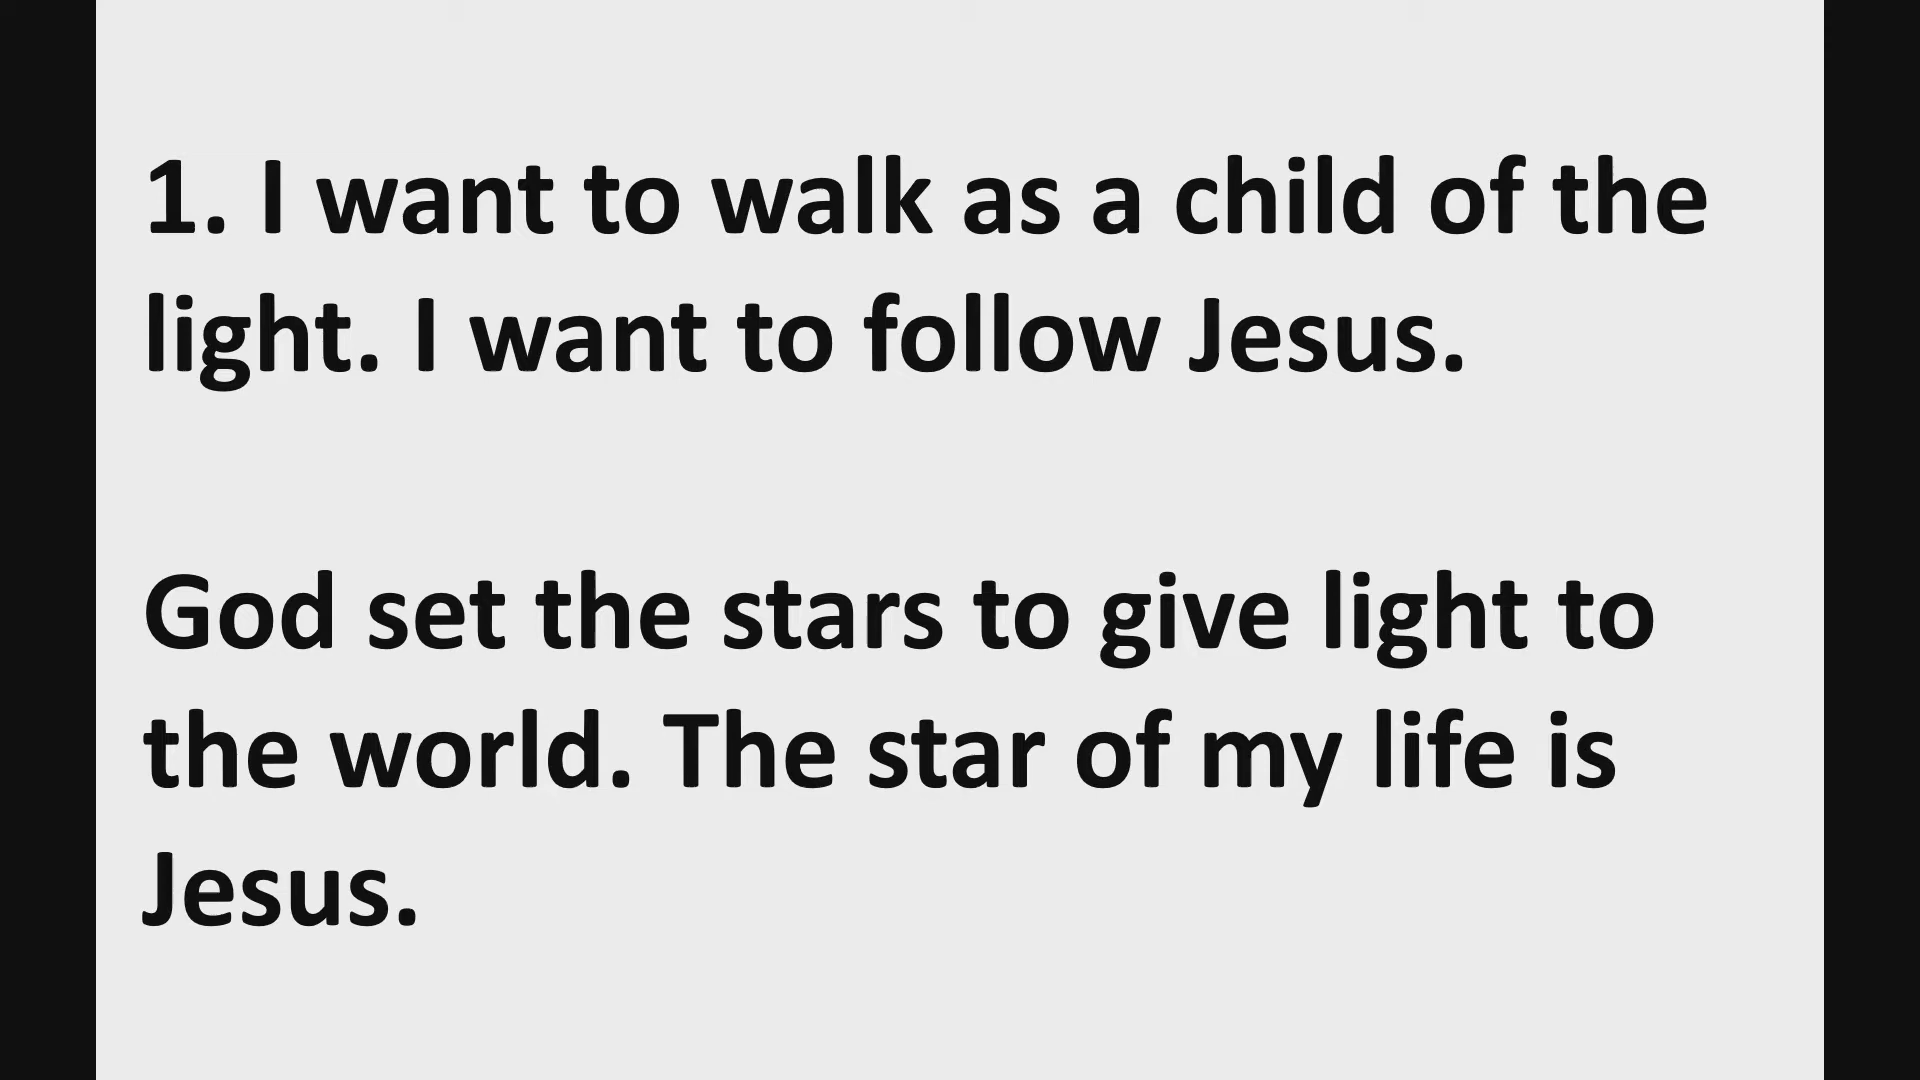 1. I want to walk as a child of the
light. I want to follow Jesus.
God set the stars to give light to
the world. The star of my life is
Jesus.